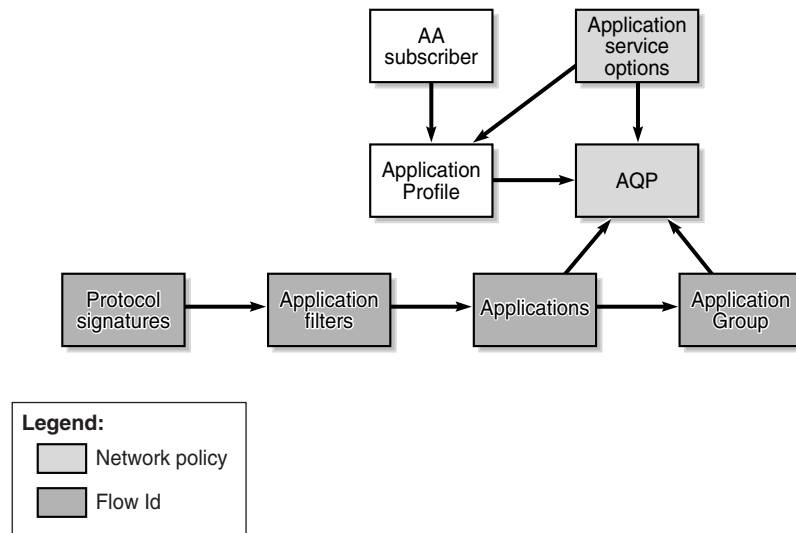 AA
subscriber
Application
service
options
Application
Profile
AQP
Protocol
signatures
Application
filters
Applications
Application
Group
Legend:
Network policy
Flow Id